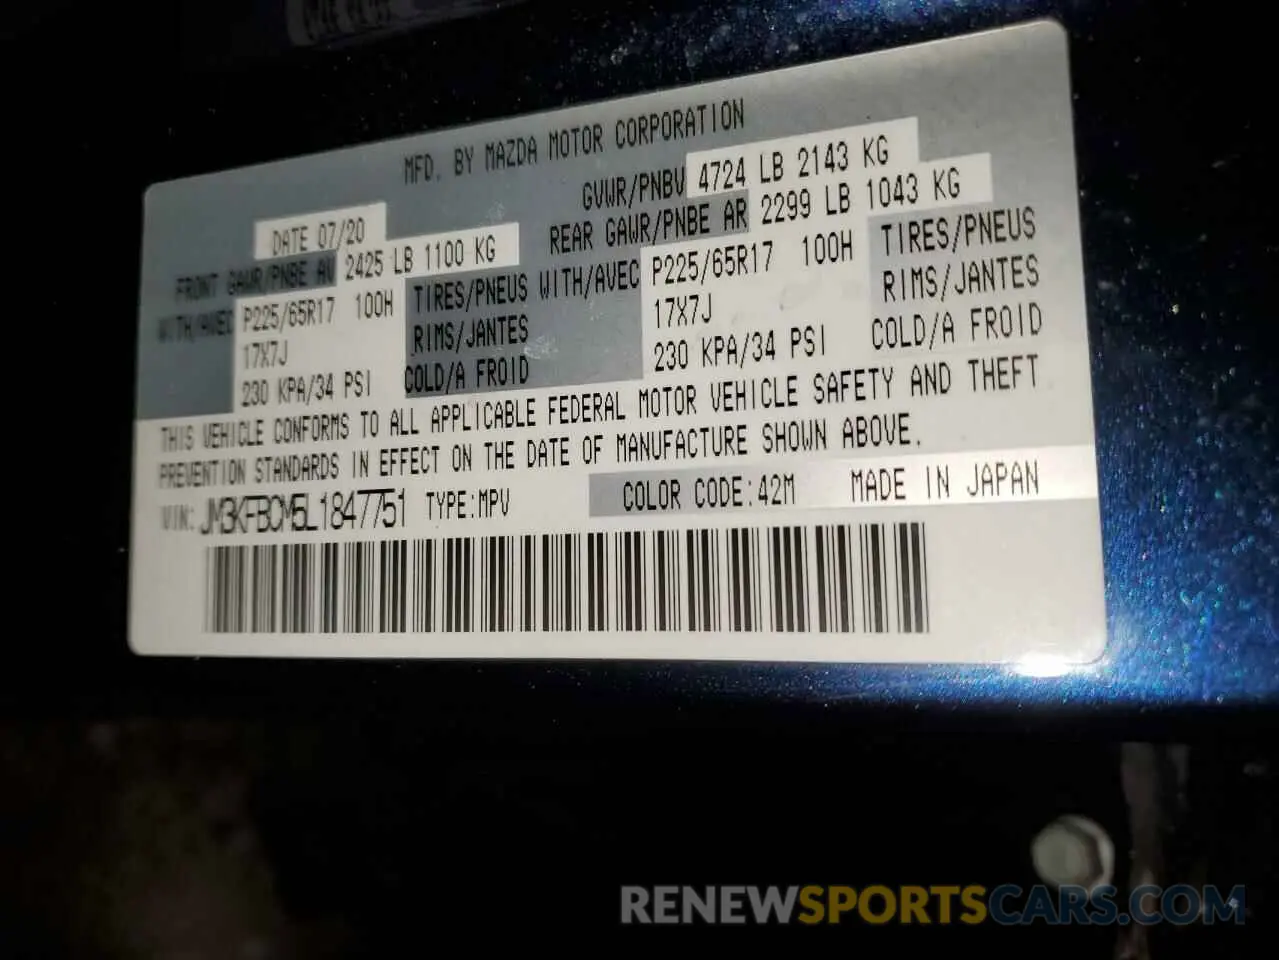 MFD. BY MAZDA MOTOR CORPORATION
DATE 07/20
GVWR/PNBV 4724 LB 2143 KG
FRONT GAWR/PNBE AV 2425 LB 1100 KG
REAR GAWR/PNBE AR 2299 LB 1043 KG
WITH/AVEC P225/65R17 100H TIRES/PNEUS
17X7J RIMS/JANTES
230 KPA/34 PSI COLD/A FROID
WITH/AVEC P225/65R17 100H TIRES/PNEUS
17X7J RIMS/JANTES
230 KPA/34 PSI COLD/A FROID
THIS VEHICLE CONFORMS TO ALL APPLICABLE FEDERAL MOTOR VEHICLE SAFETY AND THEFT
PREVENTION STANDARDS IN EFFECT ON THE DATE OF MANUFACTURE SHOWN ABOVE.
VIN: JM3KFBCM5L1847751 TYPE:MPV COLOR CODE:42M MADE IN JAPAN
RENEWSPORTSCARS.COM